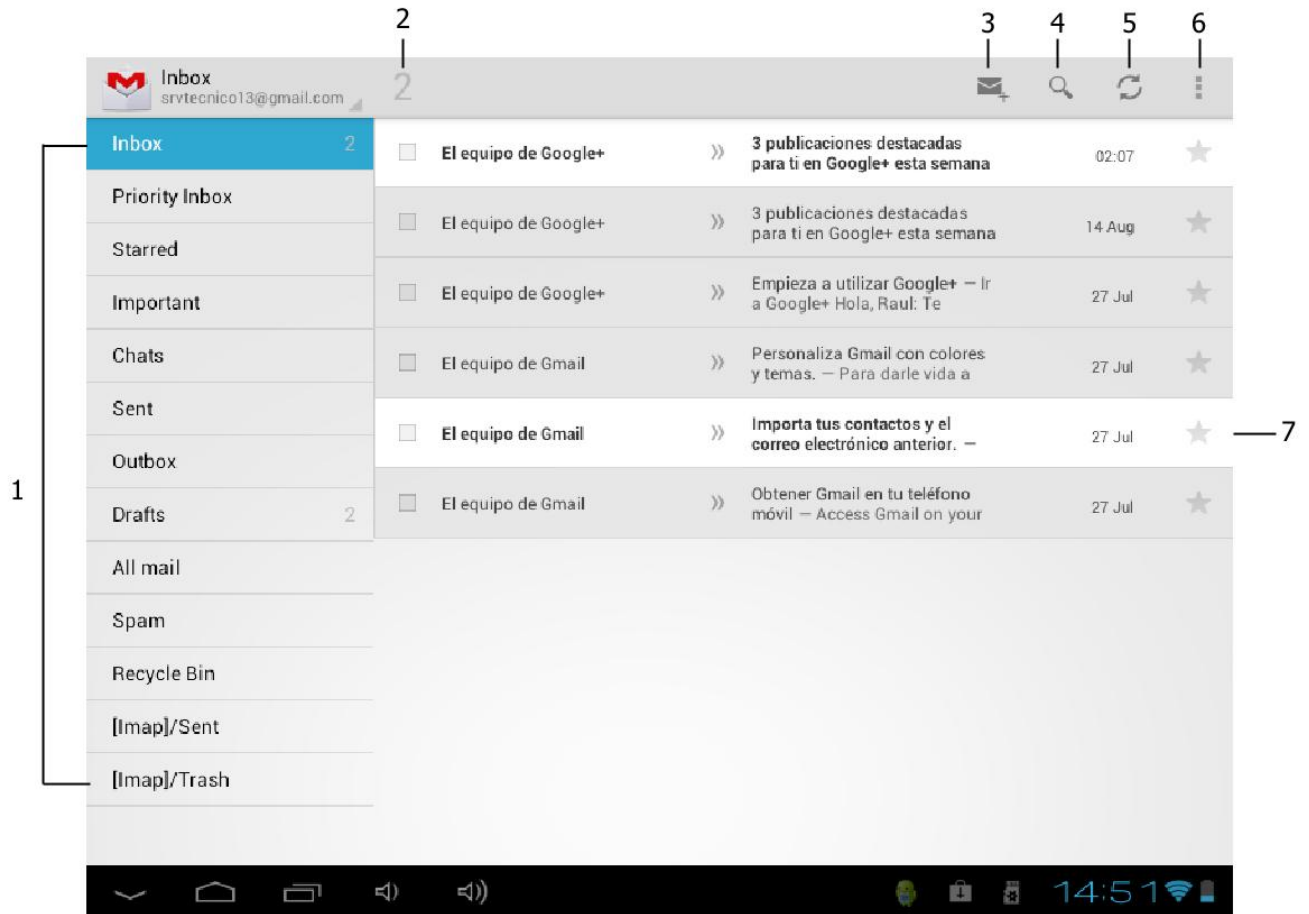 2
3
4
5
6
Inbox
srvtecnico13@gmail.com
2
Inbox 2
Priority Inbox
Starred
Important
Chats
Sent
Outbox
Drafts 2
All mail
Spam
Recycle Bin
[Imap]/Sent
[Imap]/Trash
1
El equipo de Google+ » 3 publicaciones destacadas
para ti en Google+ esta semana
02:07
El equipo de Google+ » 3 publicaciones destacadas
para ti en Google+ esta semana
14 Aug
El equipo de Google+ » Empieza a utilizar Google+ — Ir
a Google+ Hola, Raul: Te
27 Jul
El equipo de Gmail » Personaliza Gmail con colores
y temas. — Para darle vida a
27 Jul
El equipo de Gmail » Importa tus contactos y el
correo electrónico anterior. —
27 Jul
7
El equipo de Gmail » Obtener Gmail en tu teléfono
móvil — Access Gmail on your
27 Jul
14:51